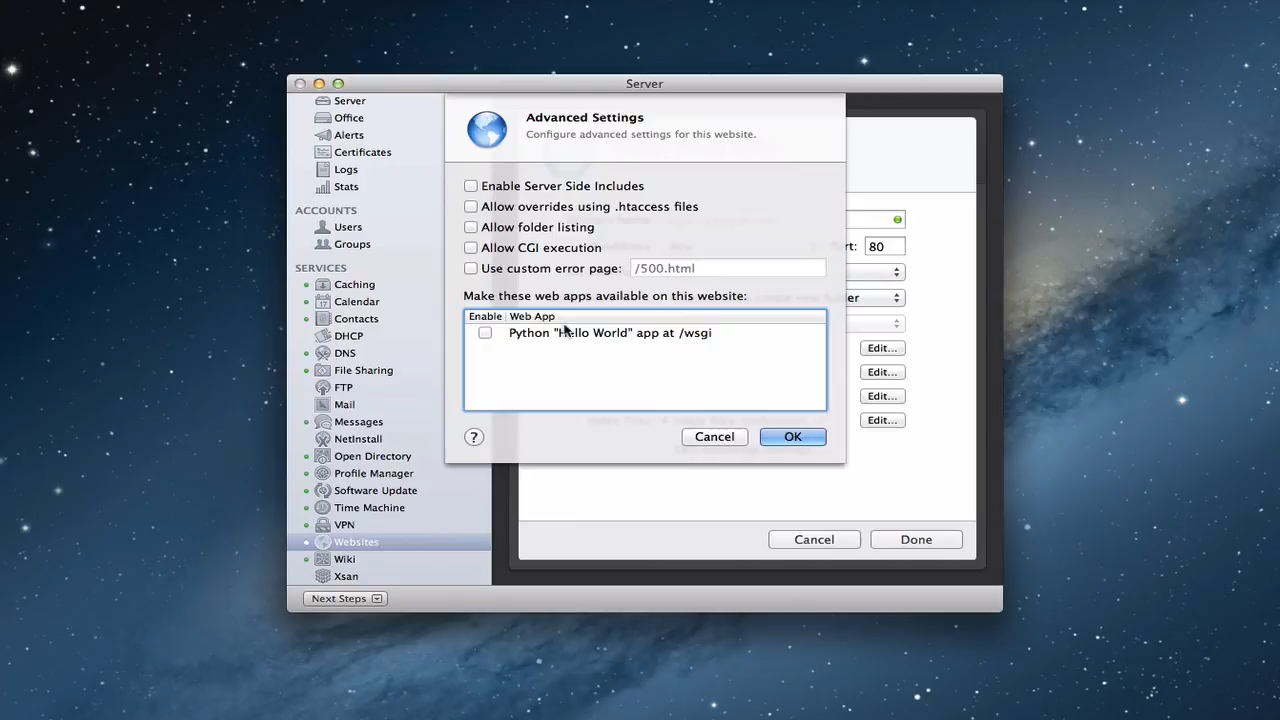 Server
Server
Office
Alerts
Certificates
Logs
Stats
ACCOUNTS
Users
Groups
SERVICES
Caching
Calendar
Contacts
DHCP
DNS
File Sharing
FTP
Mail
Messages
NetInstall
Open Directory
Profile Manager
Software Update
Time Machine
VPN
Websites
Wiki
Xsan
Next Steps
Advanced Settings
Configure advanced settings for this website.
Enable Server Side Includes
Allow overrides using .htaccess files
Allow folder listing
Allow CGI execution
Use custom error page: /500.html
Make these web apps available on this website:
Enable Web App
Python "Hello World" app at /wsgi
? Cancel OK
80
Edit...
Edit...
Edit...
Edit...
Cancel Done